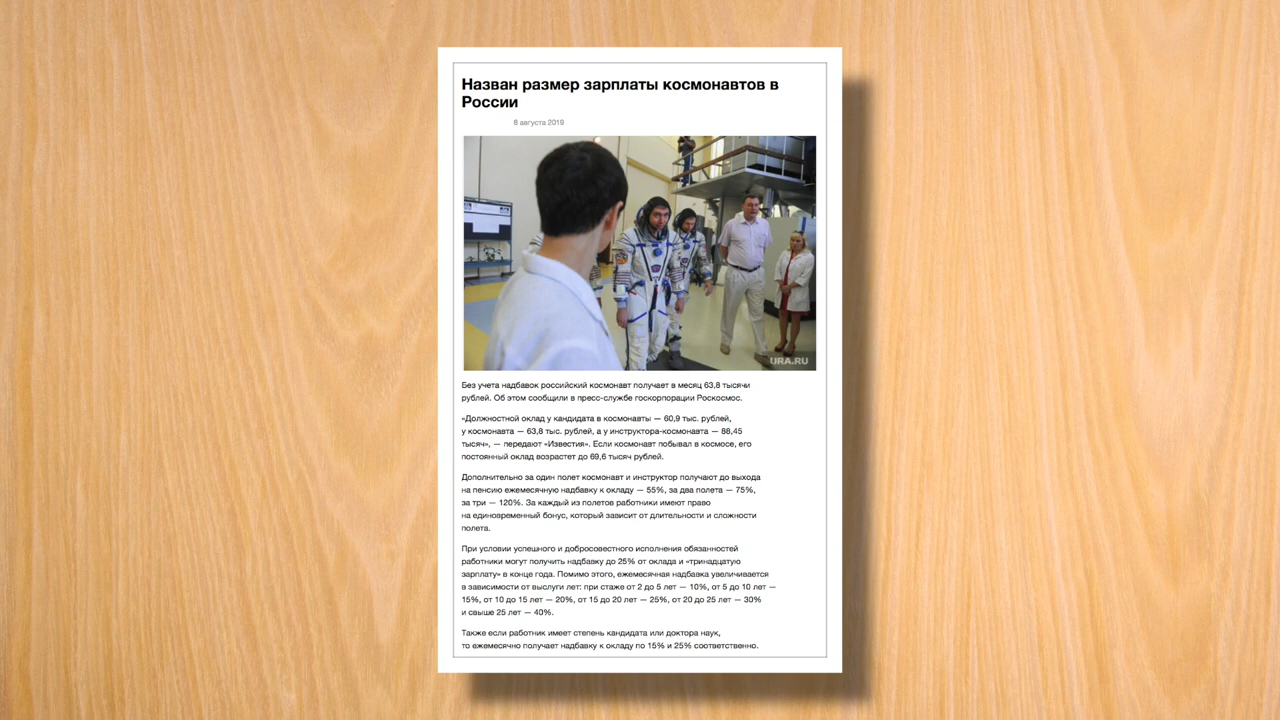 Назван размер зарплаты космонавтов в
России
8 августа 2019
URA.RU
Без учета надбавок российский космонавт получает в месяц 63,8 тысячи
рублей. Об этом сообщили в пресс-службе госкорпорации Роскосмос.
«Должностной оклад у кандидата в космонавты — 60,9 тыс. рублей,
у космонавта — 63,8 тыс. рублей, а у инструктора-космонавта — 88,45
тысяч», — передают «Известия». Если космонавт побывал в космосе, его
постоянный оклад возрастет до 69,6 тысяч рублей.
Дополнительно за один полет космонавт и инструктор получают до выхода
на пенсию ежемесячную надбавку к окладу — 55%, за два полета — 75%,
за три — 120%. За каждый из полетов работники имеют право
на единовременный бонус, который зависит от длительности и сложности
полета.
При условии успешного и добросовестного исполнения обязанностей
работники могут получить надбавку до 25% от оклада и «тринадцатую
зарплату» в конце года. Помимо этого, ежемесячная надбавка увеличивается
в зависимости от выслуги лет: при стаже от 2 до 5 лет — 10%, от 5 до 10 лет —
15%, от 10 до 15 лет — 20%, от 15 до 20 лет — 25%, от 20 до 25 лет — 30%
и свыше 25 лет — 40%.
Также если работник имеет степень кандидата или доктора наук,
то ежемесячно получает надбавку к окладу по 15% и 25% соответственно.